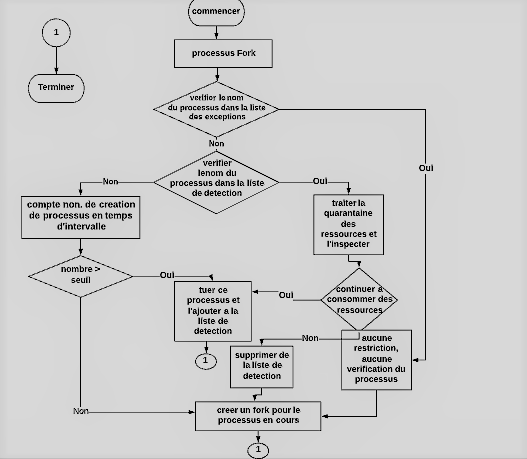 commencer
1
processus Fork
Terminer
verifier le nom
du processus dans la liste
des exceptions
Non
Oui
verifier
lenom du
processus dans la liste
de detection
Non
Oui
compte non. de creation
de processus en temps
d'intervalle
traiter la
quarantaine
des
ressources et
l'inspecter
nombre >
seuil
Oui
tuer ce
processus et
l'ajouter a la
liste de
detection
Oui
continuer a
consommer des
ressources
Non
aucune
restriction,
aucune
verification du
processus
1
supprimer de
la liste de
detection
Non
creer un fork pour le
processus en cours
1